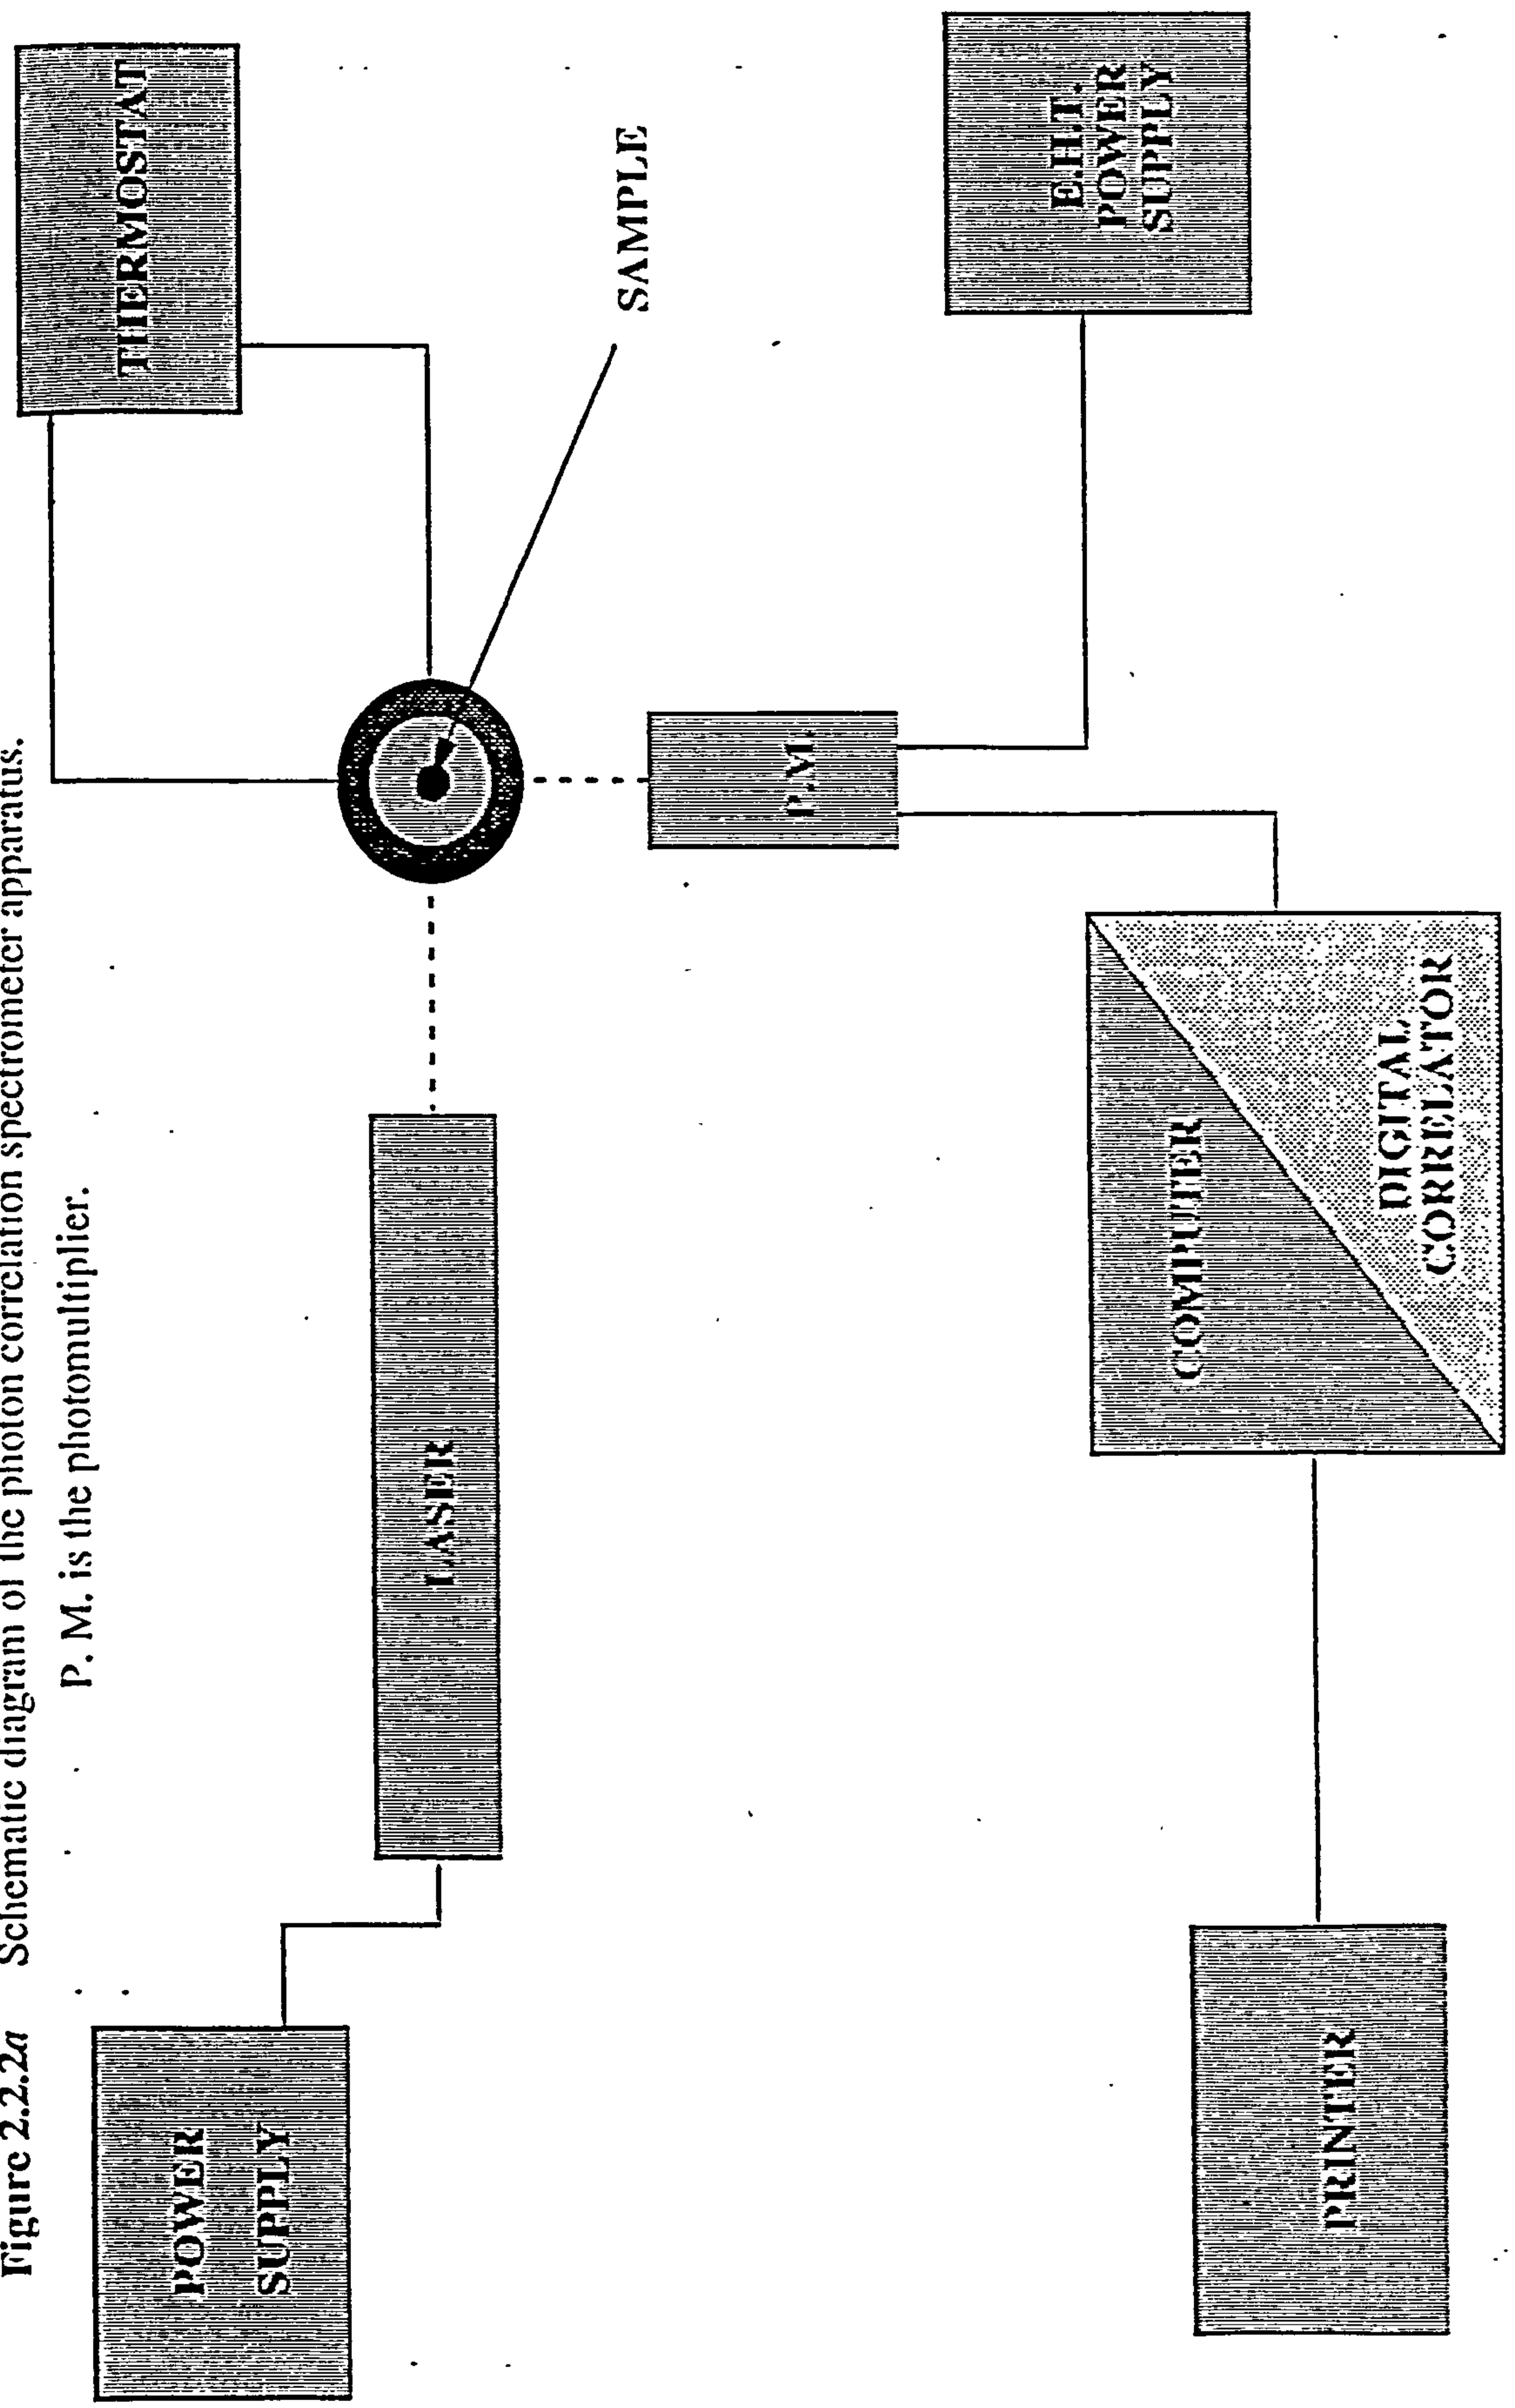 Figure 2.2.2a Schematic diagram of the photon correlation spectrometer apparatus.
P. M. is the photomultiplier.
POWER
SUPPLY
LASER
THERMOSTAT
SAMPLE
P.M.
E.H.T.
POWER
SUPPLY
COMPUTER
DIGITAL
CORRELATOR
PRINTER